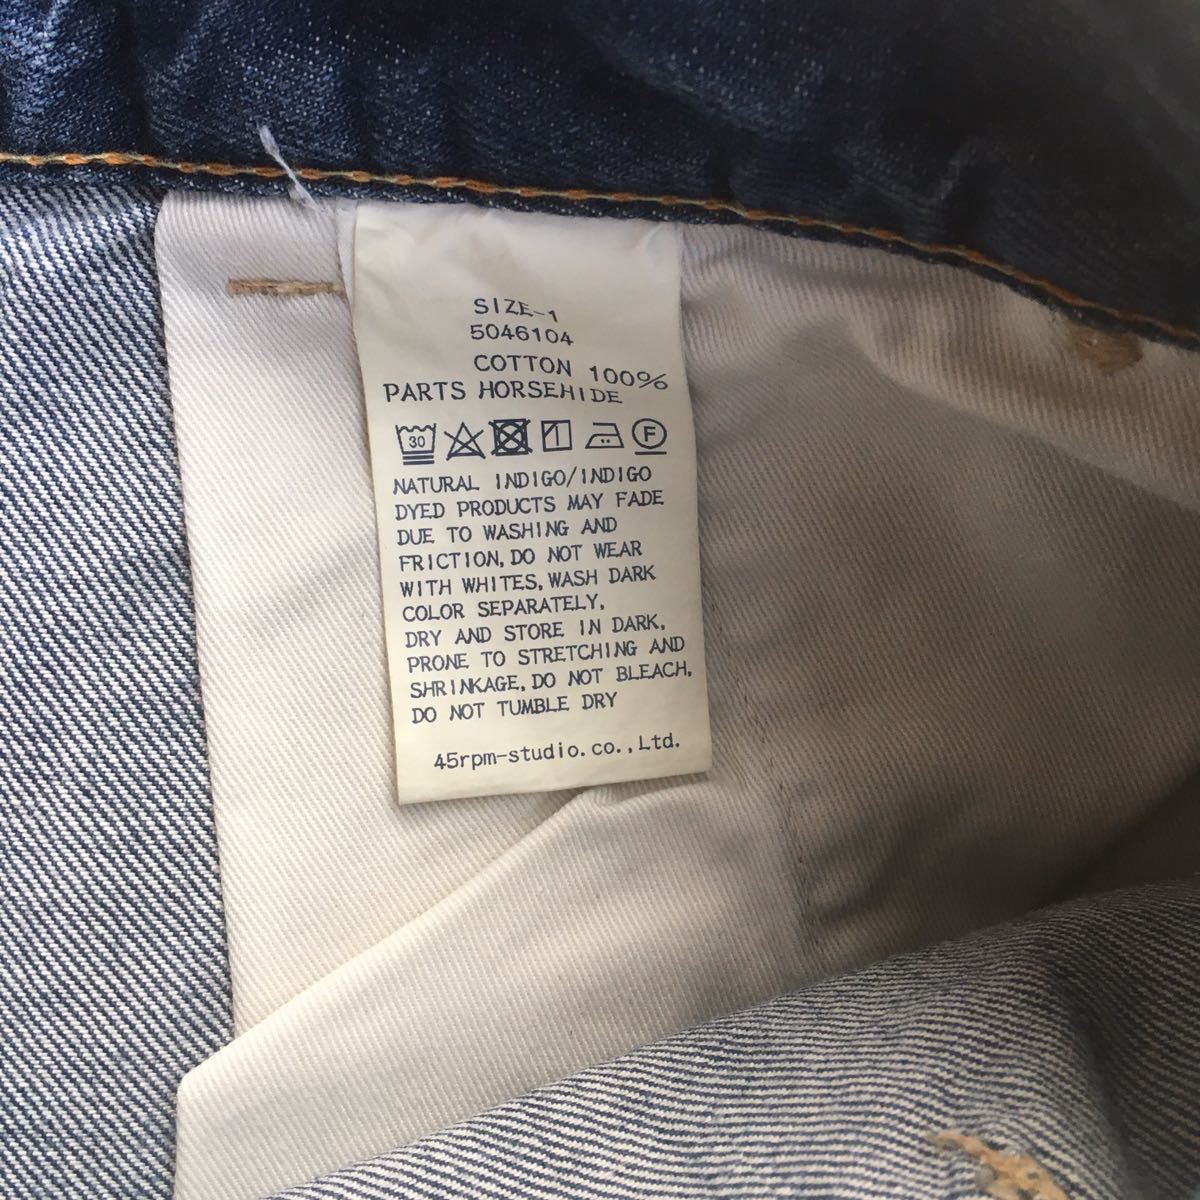 SIZE-1
5046104
COTTON 100%
PARTS HORSEHIDE
30 F
NATURAL INDIGO/INDIGO
DYED PRODUCTS MAY FADE
DUE TO WASHING AND
FRICTION,DO NOT WEAR
WITH WHITES,WASH DARK
COLOR SEPARATELY,
DRY AND STORE IN DARK,
PRONE TO STRETCHING AND
SHRINKAGE,DO NOT BLEACH,
DO NOT TUMBLE DRY
45rpm-studio.co.,Ltd.